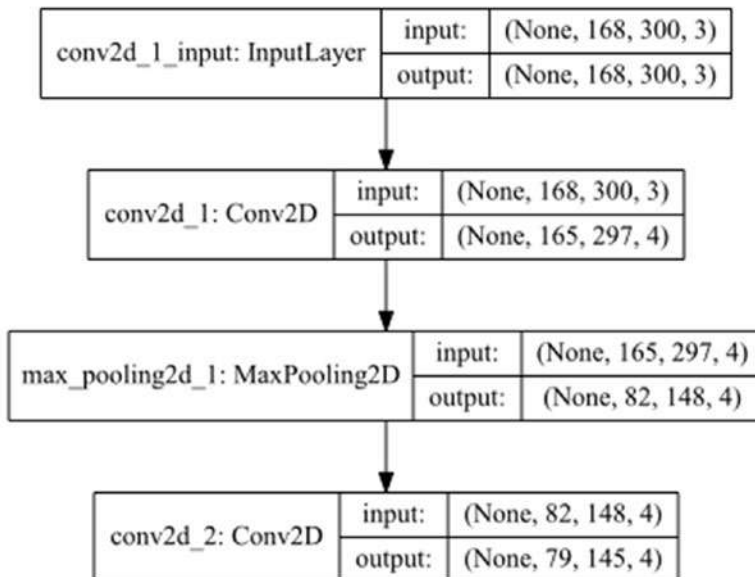 conv2d_1_input: InputLayer
input: (None, 168, 300, 3)
output: (None, 168, 300, 3)
conv2d_1: Conv2D
input: (None, 168, 300, 3)
output: (None, 165, 297, 4)
max_pooling2d_1: MaxPooling2D
input: (None, 165, 297, 4)
output: (None, 82, 148, 4)
conv2d_2: Conv2D
input: (None, 82, 148, 4)
output: (None, 79, 145, 4)